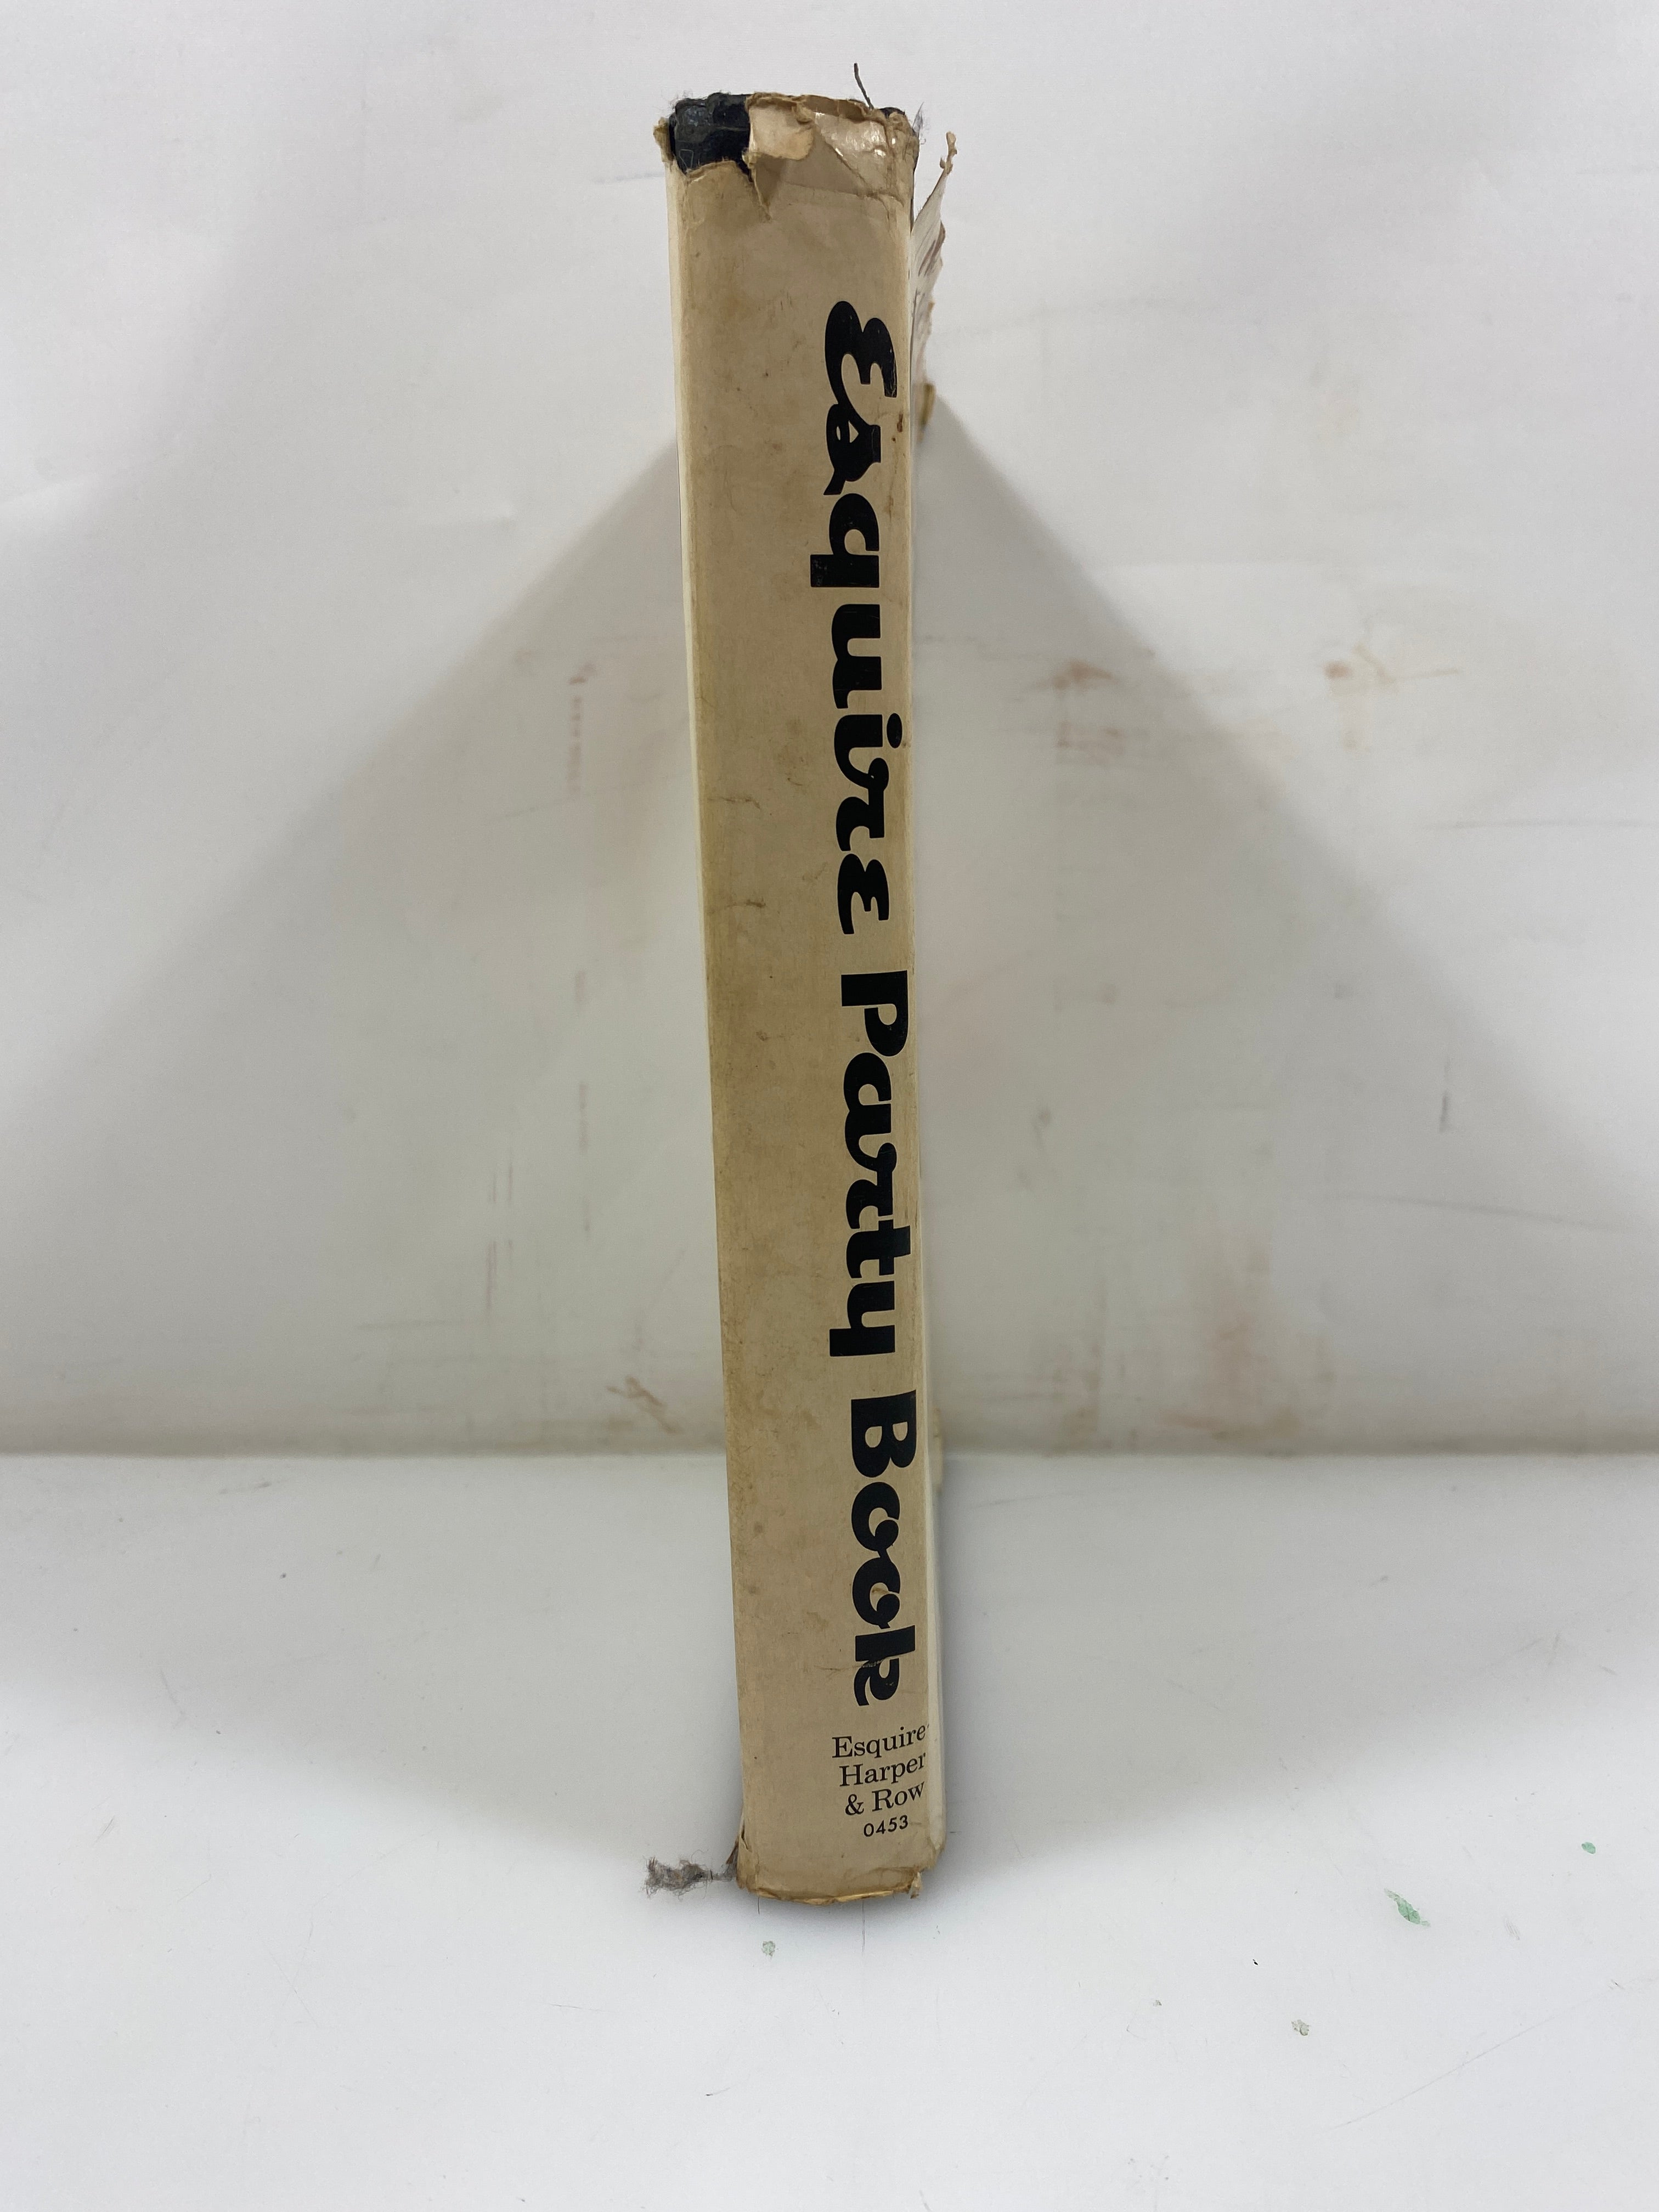 Esquire Party Book
Esquire
Harper
& Row
0453